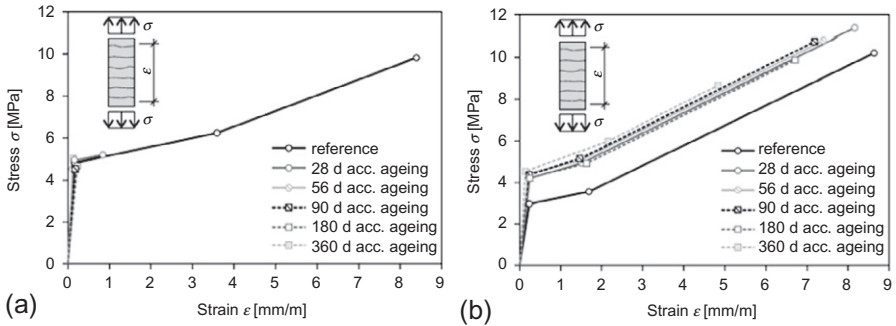 12
10
8
6
4
2
0
Stress σ [MPa]
σ
ε
σ
reference
28 d acc. ageing
56 d acc. ageing
90 d acc. ageing
180 d acc. ageing
360 d acc. ageing
0 1 2 3 4 5 6 7 8 9
Strain ε [mm/m]
(a)
12
10
8
6
4
2
0
Stress σ [MPa]
σ
ε
σ
reference
28 d acc. ageing
56 d acc. ageing
90 d acc. ageing
180 d acc. ageing
360 d acc. ageing
0 1 2 3 4 5 6 7 8 9
Strain ε [mm/m]
(b)